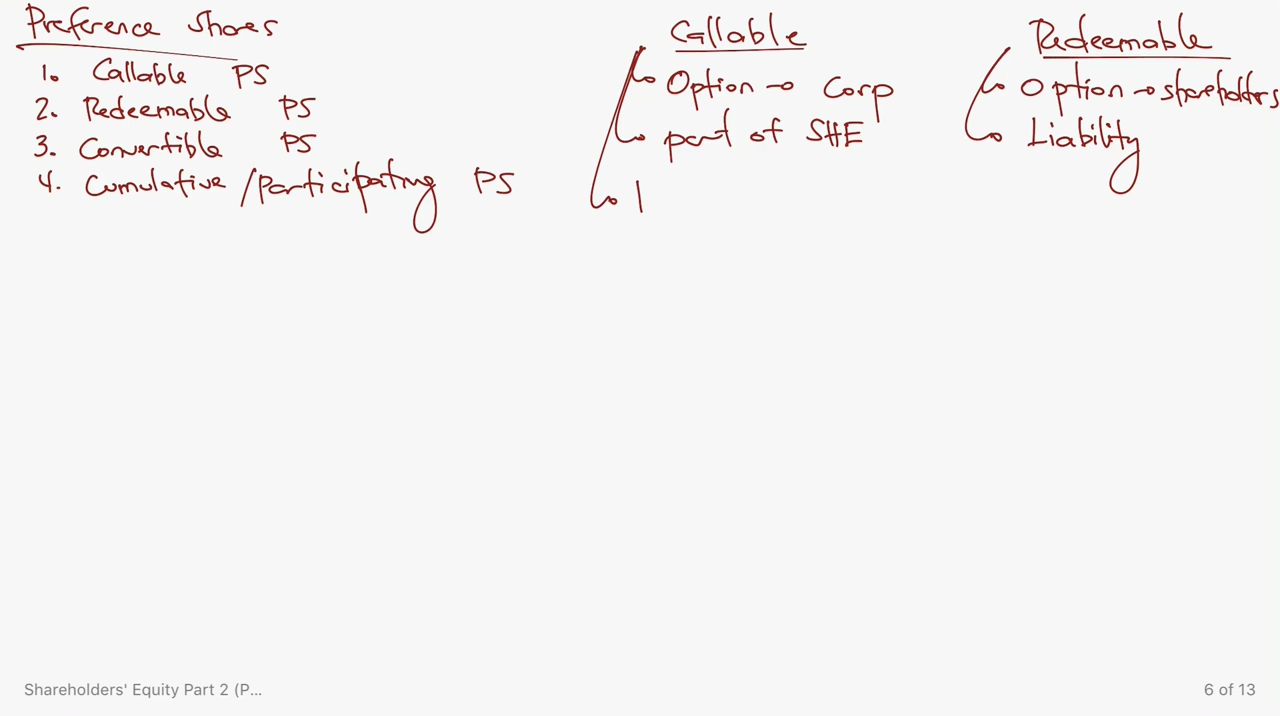 Preference shares
1. Callable PS
2. Redeemable PS
3. Convertible PS
4. Cumulative /Participating PS
Callable
Option → Corp
part of SHE
Redeemable
Option → shareholders
Liability
Shareholders' Equity Part 2 (P...
6 of 13